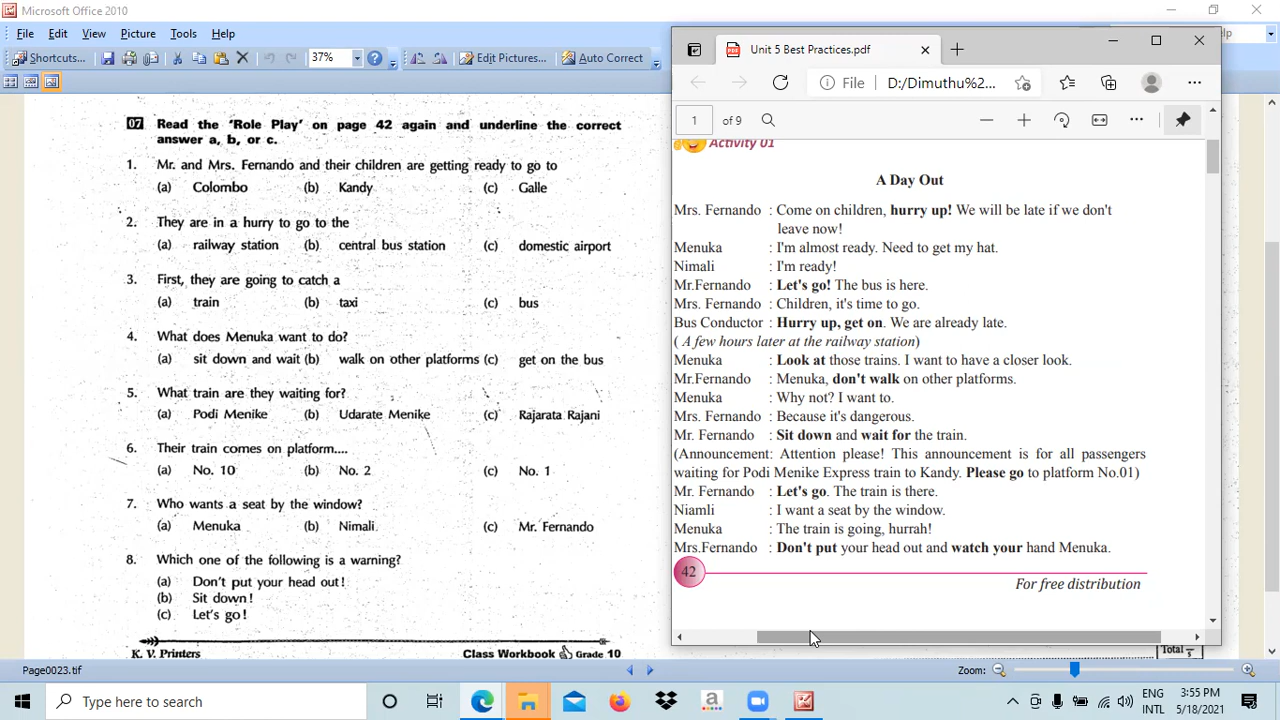 Microsoft Office 2010
File Edit View Picture Tools Help
Shortcuts... 37% Edit Pictures... Auto Correct
07 Read the 'Role Play' on page 42 again and underline the correct
answer a, b, or c.
1. Mr. and Mrs. Fernando and their children are getting ready to go to
(a) Colombo (b) Kandy (c) Galle
2. They are in a hurry to go to the
(a) railway station (b) central bus station (c) domestic airport
3. First, they are going to catch a
(a) train (b) taxi (c) bus
4. What does Menuka want to do?
(a) sit down and wait (b) walk on other platforms (c) get on the bus
5. What train are they waiting for?
(a) Podi Menike (b) Udarate Menike (c) Rajarata Rajani
6. Their train comes on platform....
(a) No. 10 (b) No. 2 (c) No. 1
7. Who wants a seat by the window?
(a) Menuka (b) Nimali (c) Mr. Fernando
8. Which one of the following is a warning?
(a) Don't put your head out!
(b) Sit down!
(c) Let's go!
K. V. Printers Class Workbook Grade 10
Page0023.tif
Unit 5 Best Practices.pdf
File D:/Dimuthu%2...
1 of 9
Activity 01
A Day Out
Mrs. Fernando : Come on children, hurry up! We will be late if we don't
leave now!
Menuka : I'm almost ready. Need to get my hat.
Nimali : I'm ready!
Mr.Fernando : Let's go! The bus is here.
Mrs. Fernando : Children, it's time to go.
Bus Conductor : Hurry up, get on. We are already late.
( A few hours later at the railway station)
Menuka : Look at those trains. I want to have a closer look.
Mr.Fernando : Menuka, don't walk on other platforms.
Menuka : Why not? I want to.
Mrs. Fernando : Because it's dangerous.
Mr. Fernando : Sit down and wait for the train.
(Announcement: Attention please! This announcement is for all passengers
waiting for Podi Menike Express train to Kandy. Please go to platform No.01)
Mr. Fernando : Let's go. The train is there.
Niamli : I want a seat by the window.
Menuka : The train is going, hurrah!
Mrs.Fernando : Don't put your head out and watch your hand Menuka.
42
For free distribution
elp
Total
5
Zoom:
Type here to search
ENG
INTL
3:55 PM
5/18/2021